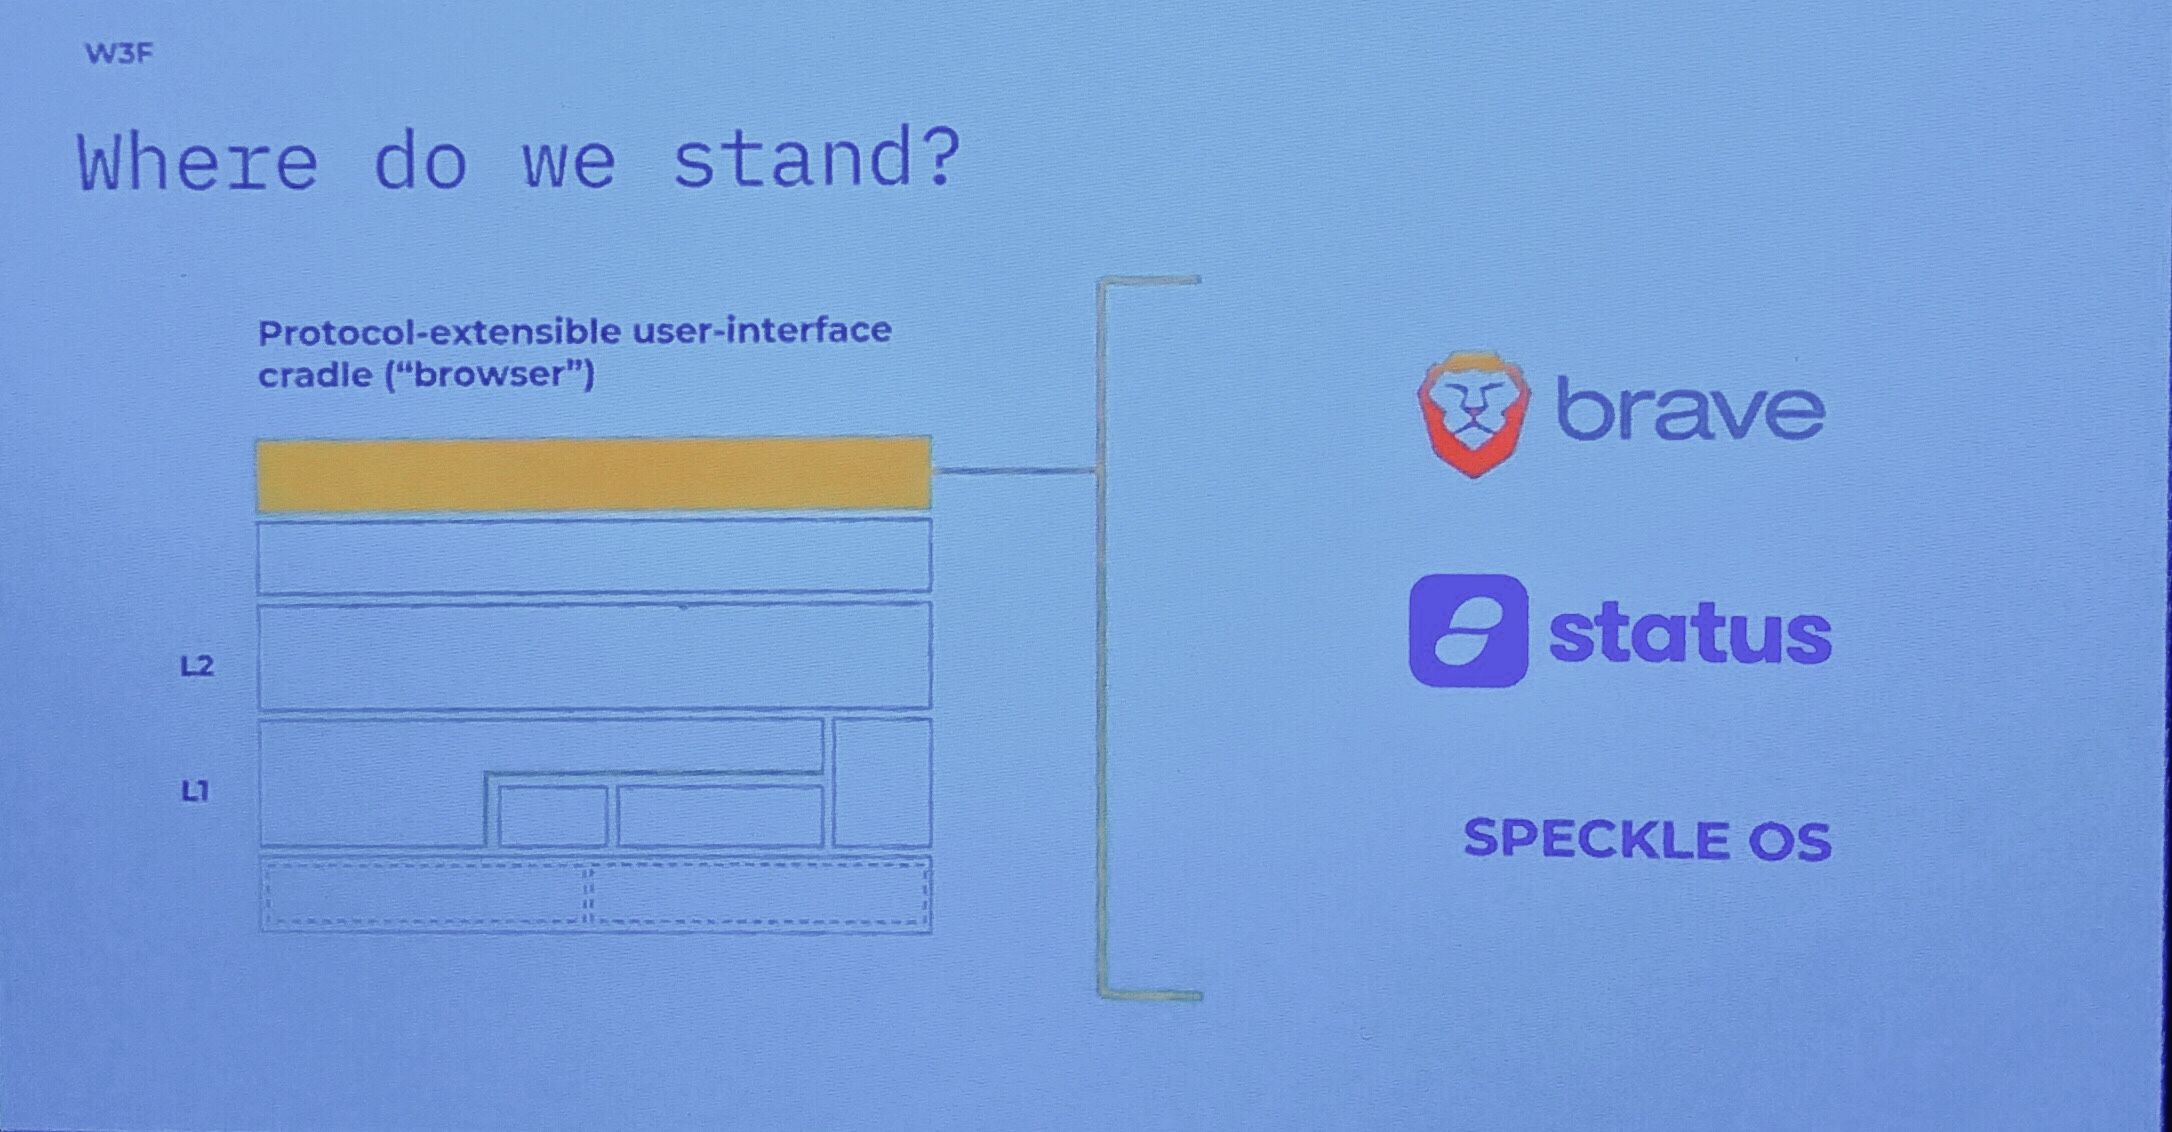 W3F
Where do we stand?
Protocol-extensible user-interface
cradle (“browser”)
L2
L1
brave
status
SPECKLE OS